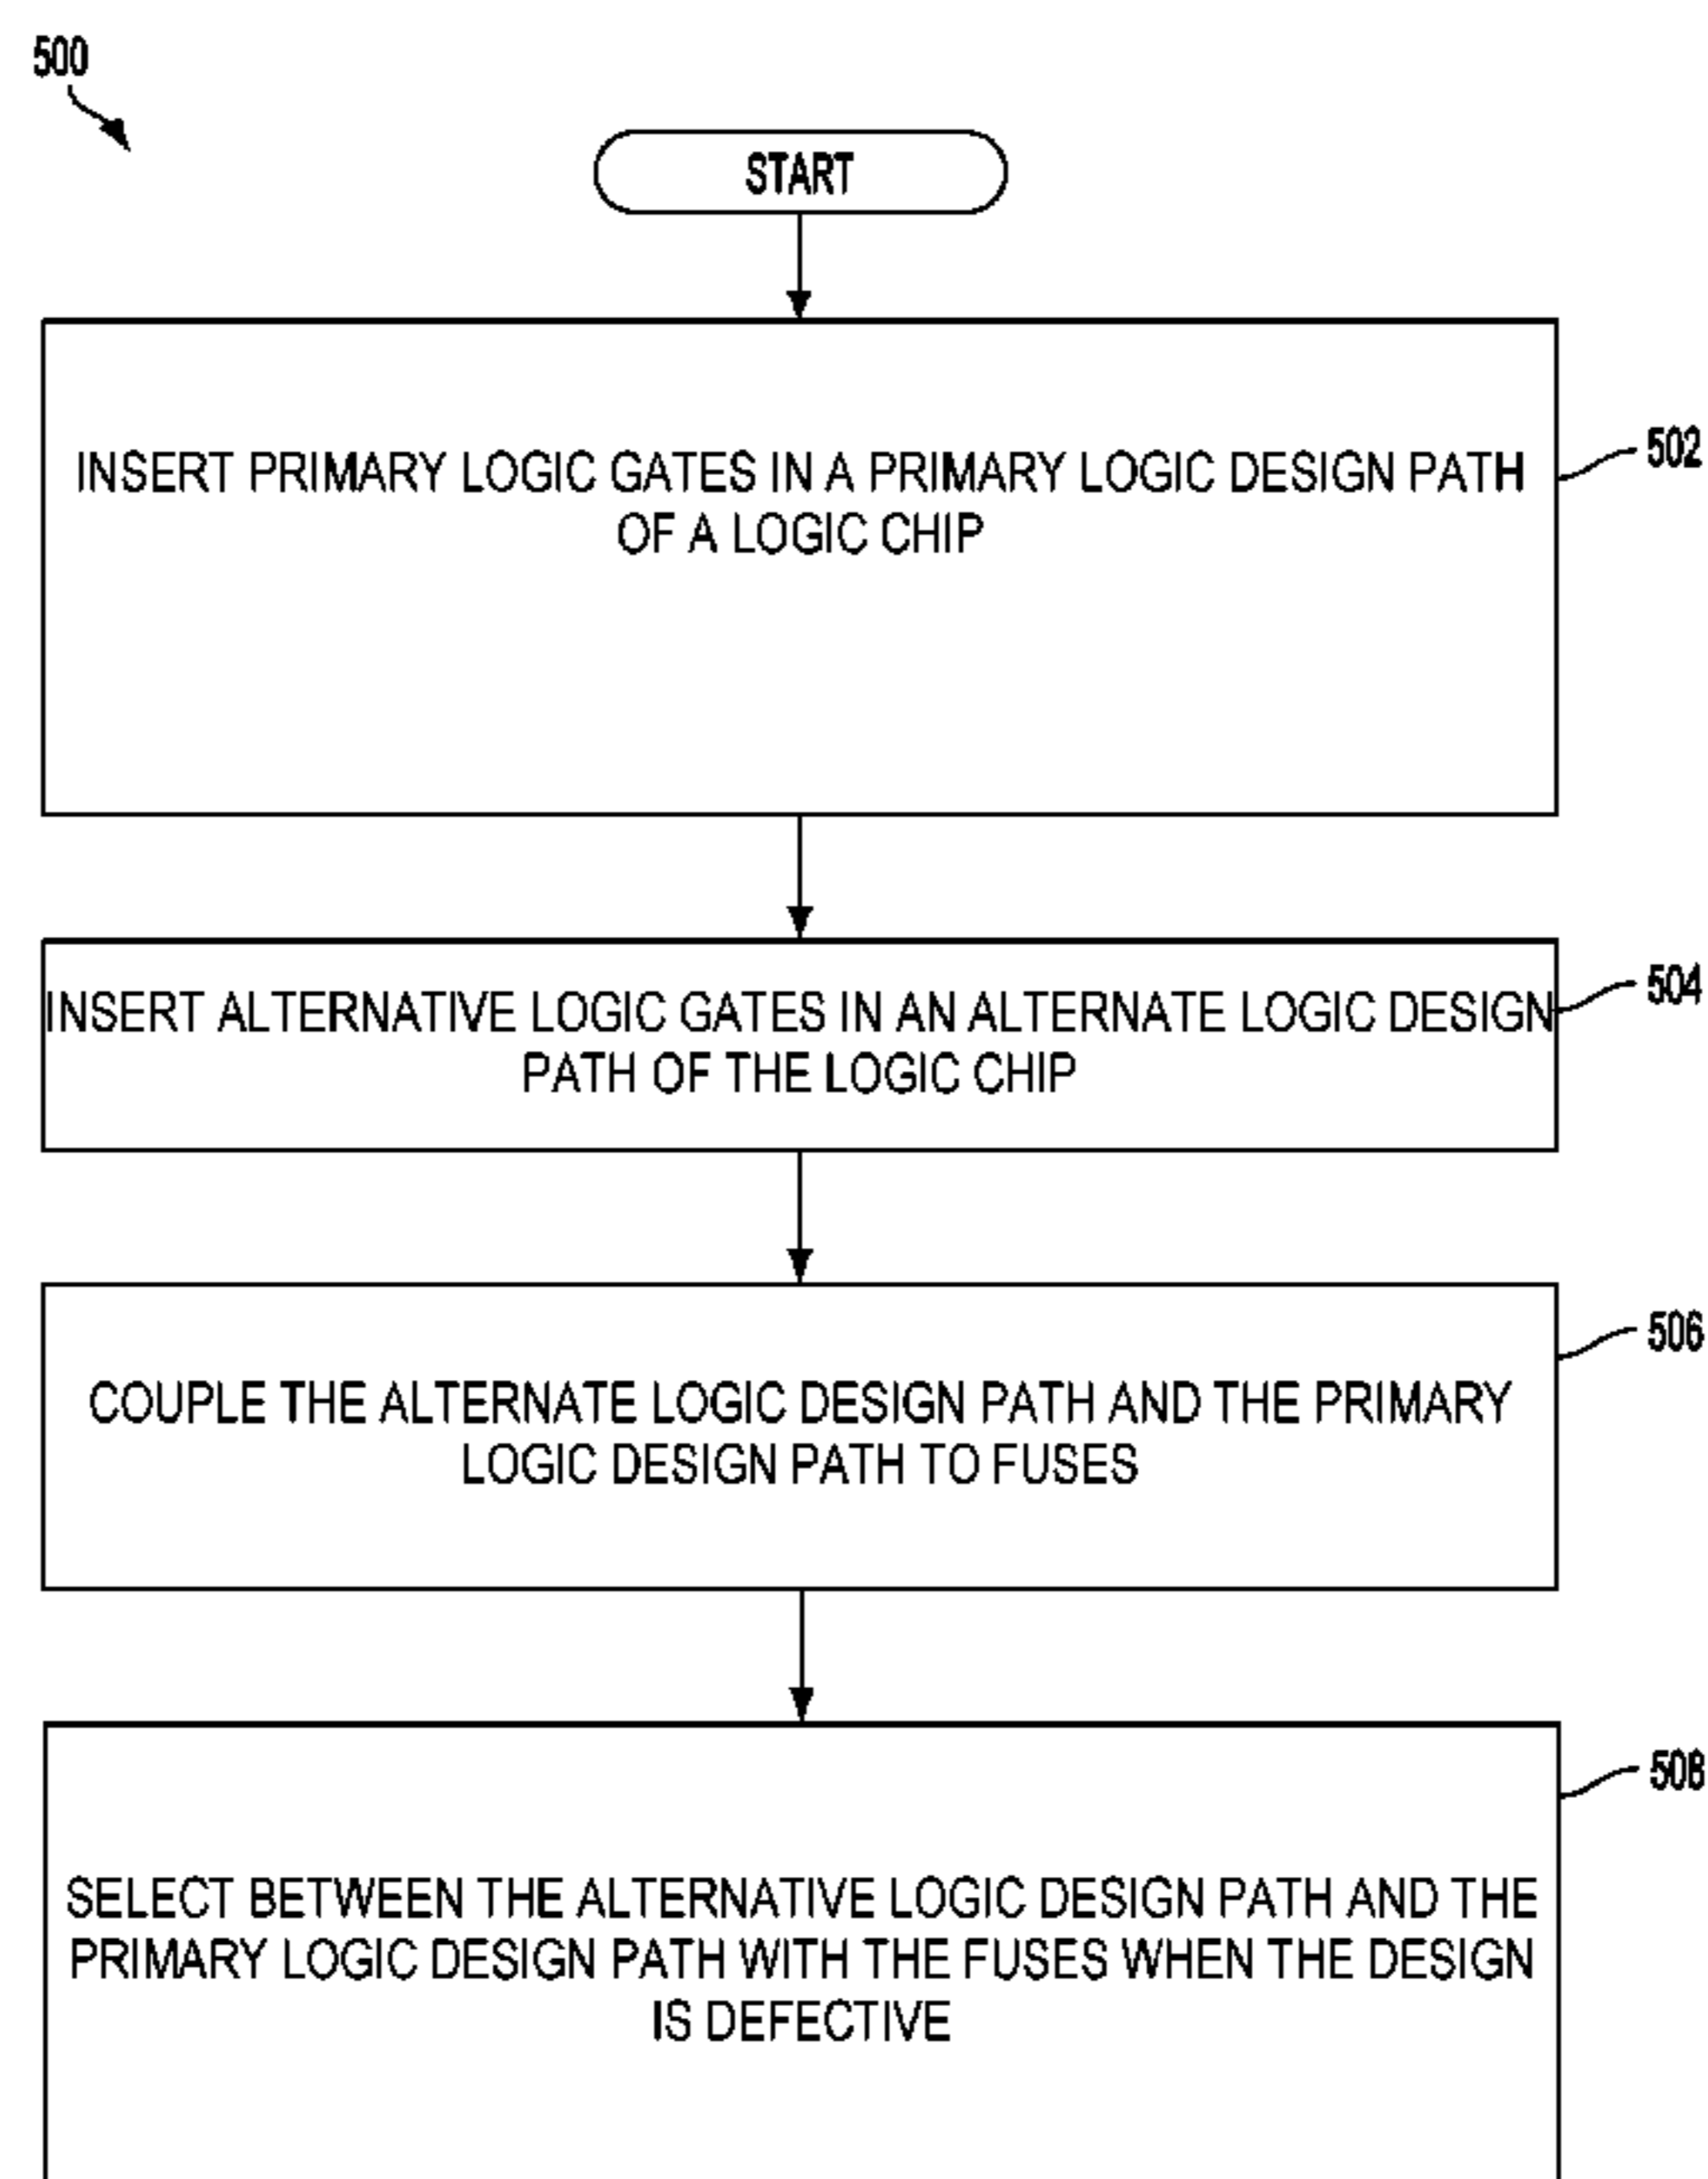 500
START
INSERT PRIMARY LOGIC GATES IN A PRIMARY LOGIC DESIGN PATH
OF A LOGIC CHIP
502
INSERT ALTERNATIVE LOGIC GATES IN AN ALTERNATE LOGIC DESIGN
PATH OF THE LOGIC CHIP
504
COUPLE THE ALTERNATE LOGIC DESIGN PATH AND THE PRIMARY
LOGIC DESIGN PATH TO FUSES
506
SELECT BETWEEN THE ALTERNATIVE LOGIC DESIGN PATH AND THE
PRIMARY LOGIC DESIGN PATH WITH THE FUSES WHEN THE DESIGN
IS DEFECTIVE
508